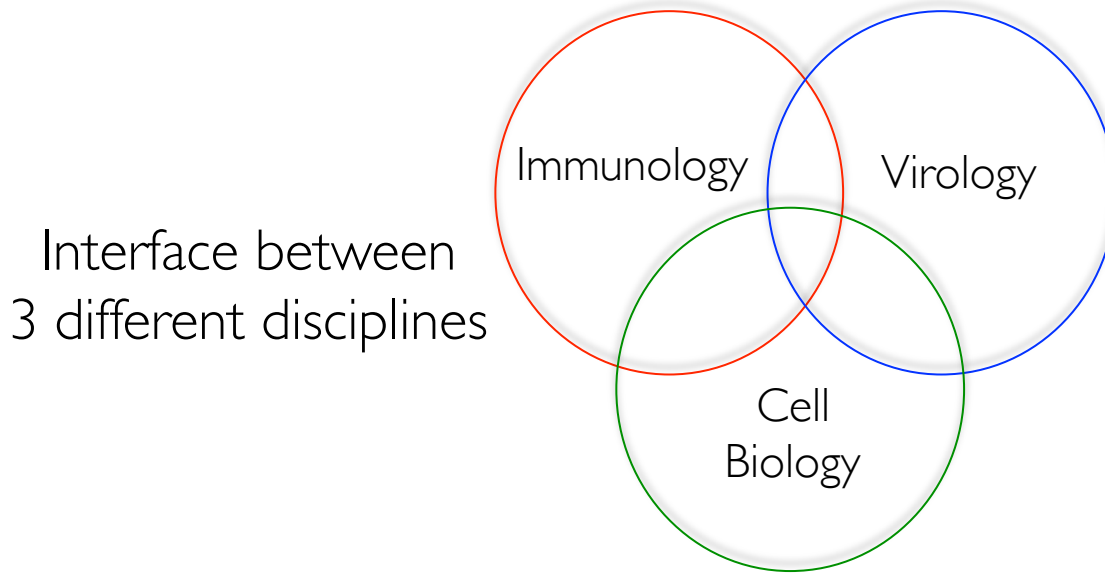 Interface between
3 different disciplines
Immunology
Virology
Cell
Biology